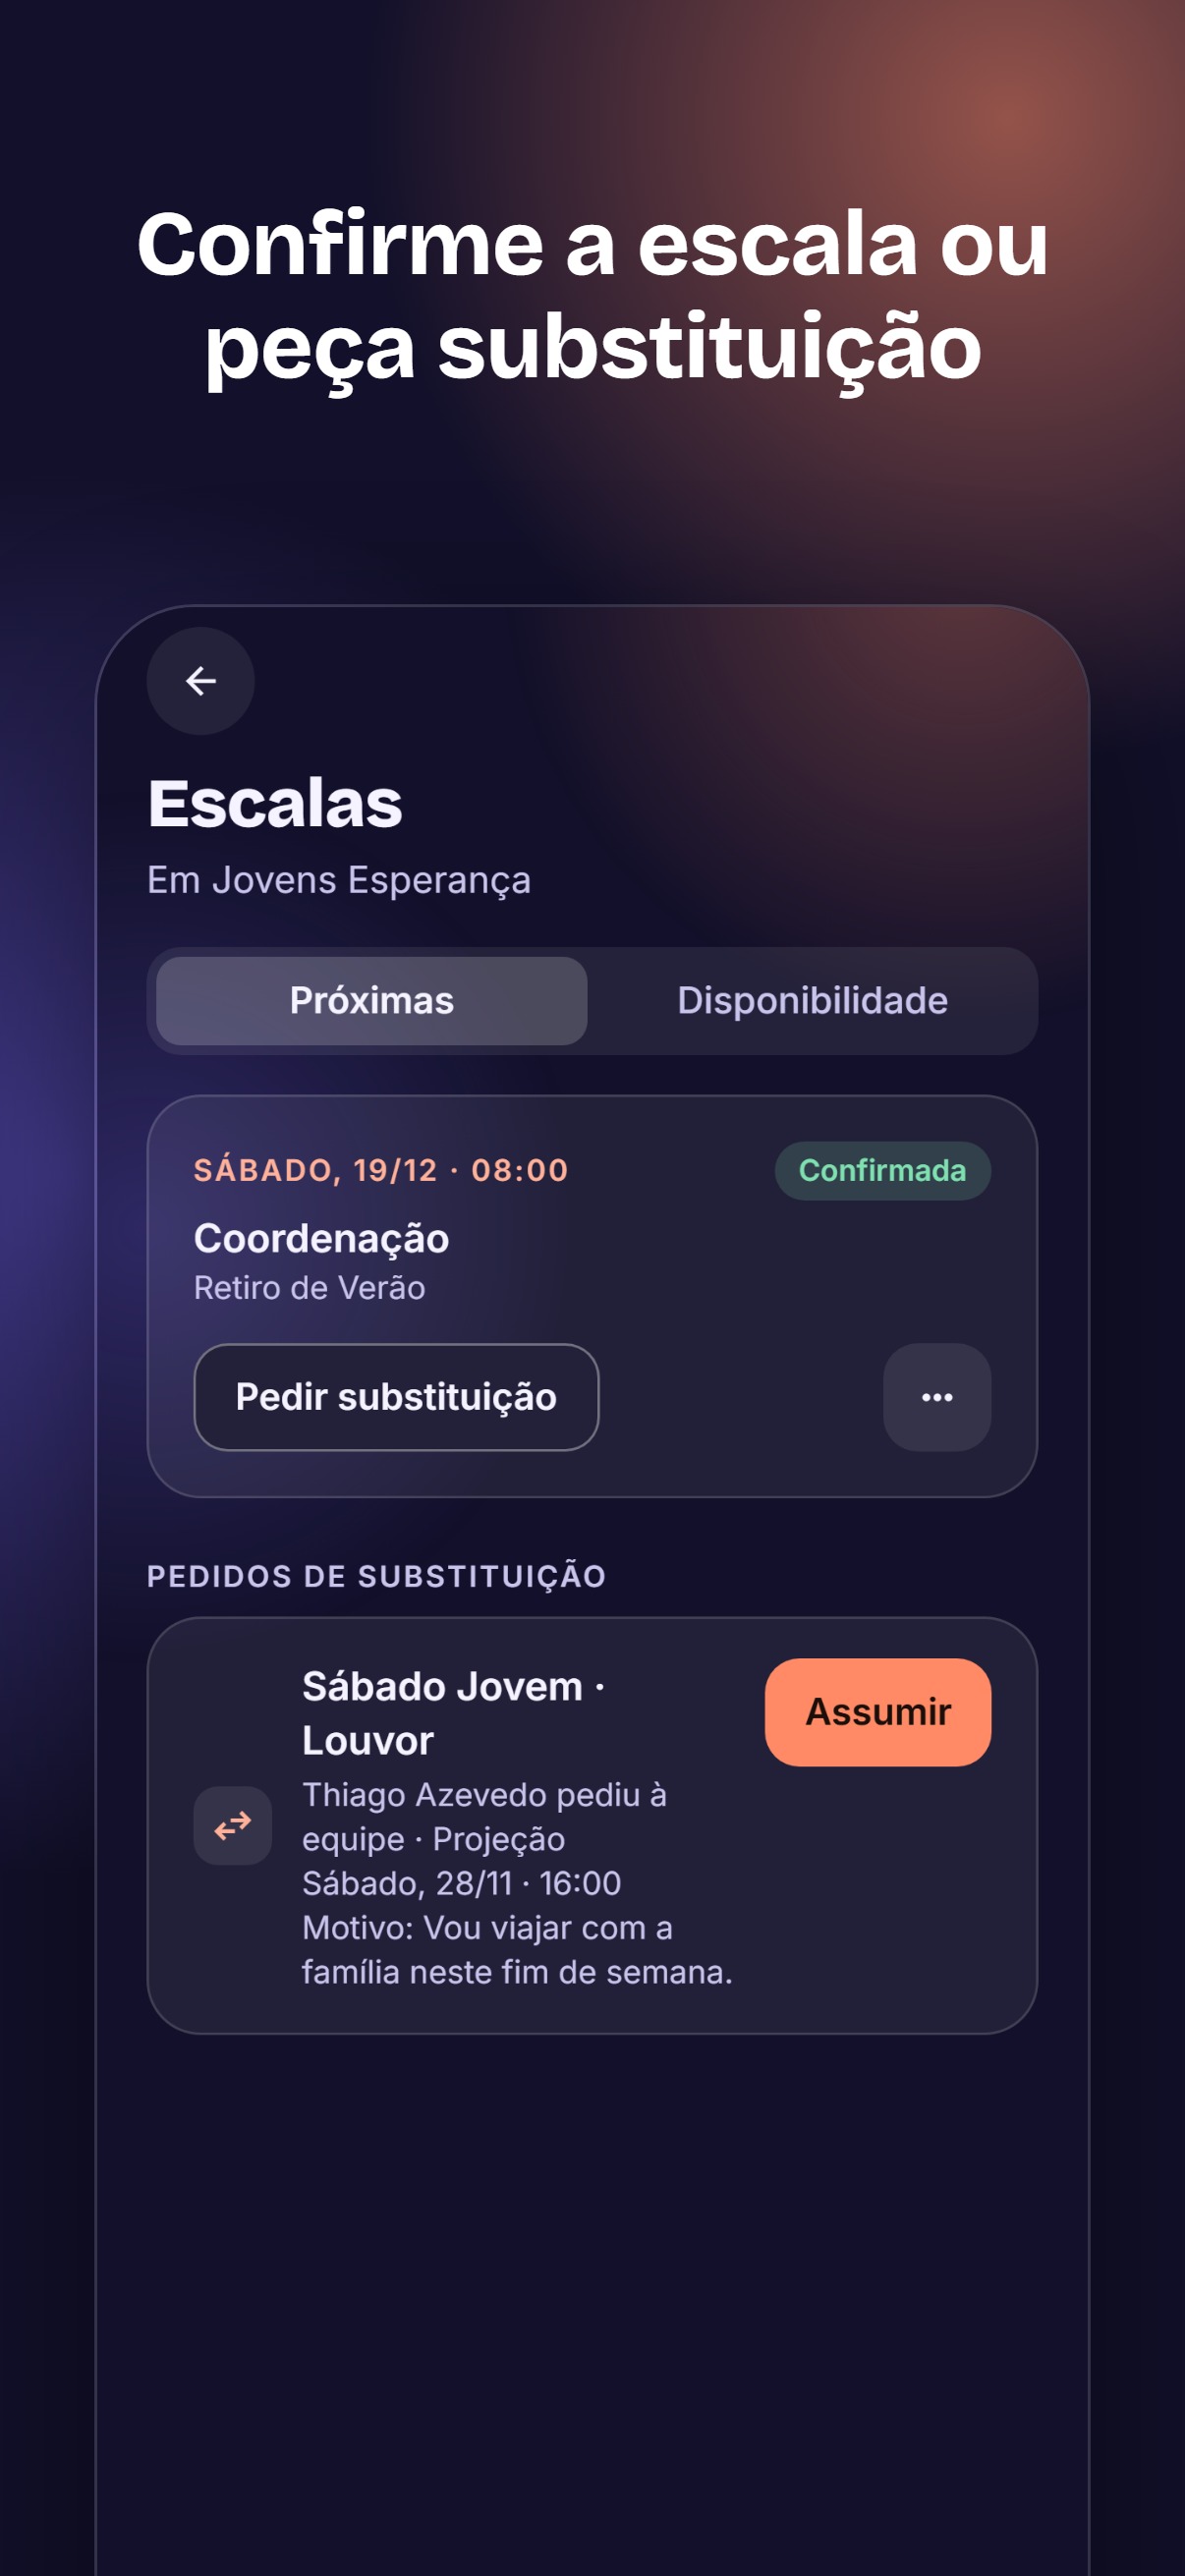 Confirme a escala ou
peça substituição
Escalas
Em Jovens Esperança
Próximas
Disponibilidade
SÁBADO, 19/12 · 08:00
Confirmada
Coordenação
Retiro de Verão
Pedir substituição
PEDIDOS DE SUBSTITUIÇÃO
Sábado Jovem ·
Louvor
Assumir
Thiago Azevedo pediu à
equipe · Projeção
Sábado, 28/11 · 16:00
Motivo: Vou viajar com a
família neste fim de semana.